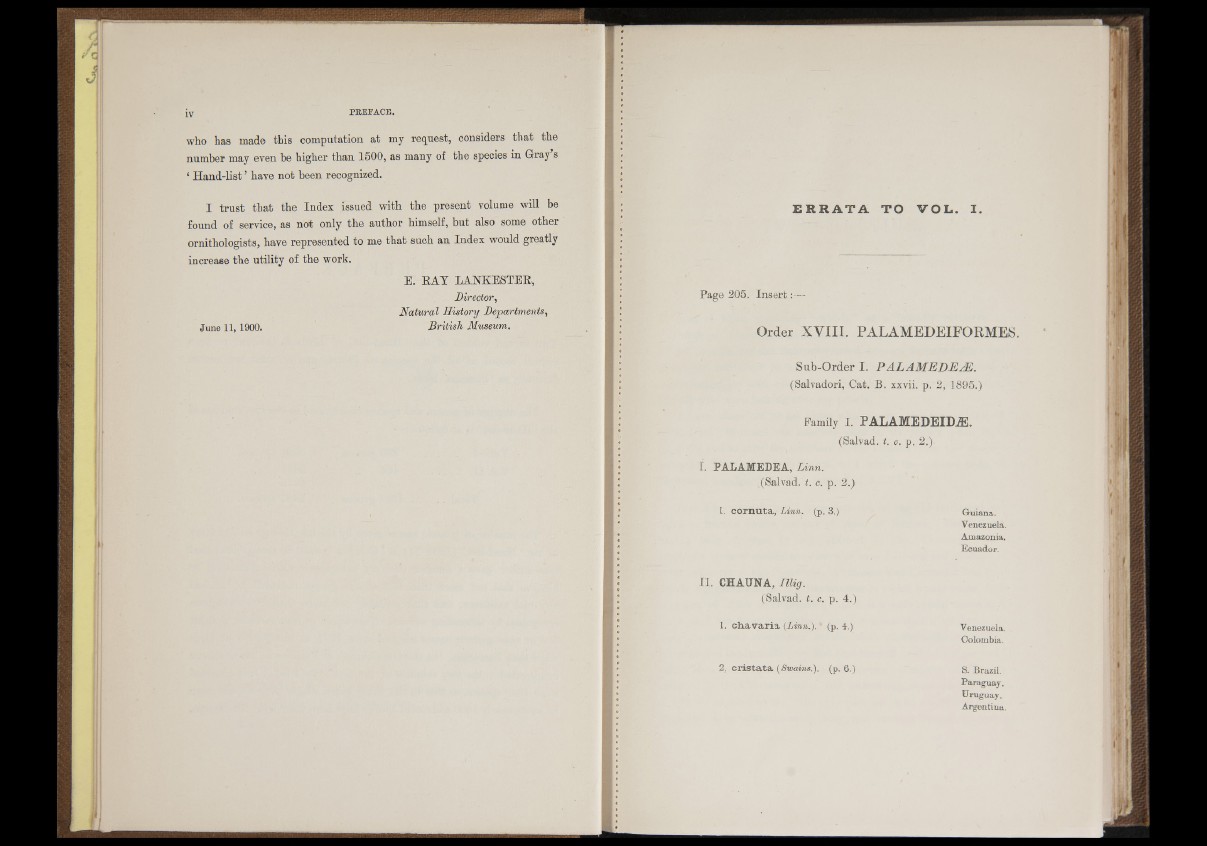 iv PREFACE.
who has made this computation at my request, considers that the
number may even be higher than 1500, as many of the species in Gray's
‘ Hand-list ’ have not been recognized.
I trust that the Index issued with the present volume will be
found of service, as not only the author himself, but also some other
ornithologists, have represented to me that such an Index would greatly
increase the utility of the work.
E. RAY LANKESTER,
Director,
Natural History Departments,
June 11, 1900. British Museum.
ERRATA TO VOL. I.
Page 205. Insert :—
Order XVIII. PALAMEDEIFORMES.
Sub-Order I. PALAMEDEÆ.
(Salvadori, Cat. B. xxvii. p. 2, 1895.)
Family I. PALAMEDEIDÆ.
(Salvad. t. c. p. 2.)
I. PALAMEDEA, Linn.
(Salvad. t. c. p. 2.)
1. cornuta, Linn. (p. 3.) Guiana.
Venezuela.
Amazonia.
Ecuador.
II. CHAUNA, Illig.
(Salvad. t. c. p. 4.)
1. chavaria (Linn.). (p. 4.) Venezuela.
Colombia.
2. cristata (Swains.). (p. 6.) S. Brazil.
Paraguay.
Uruguay.
Argentina.